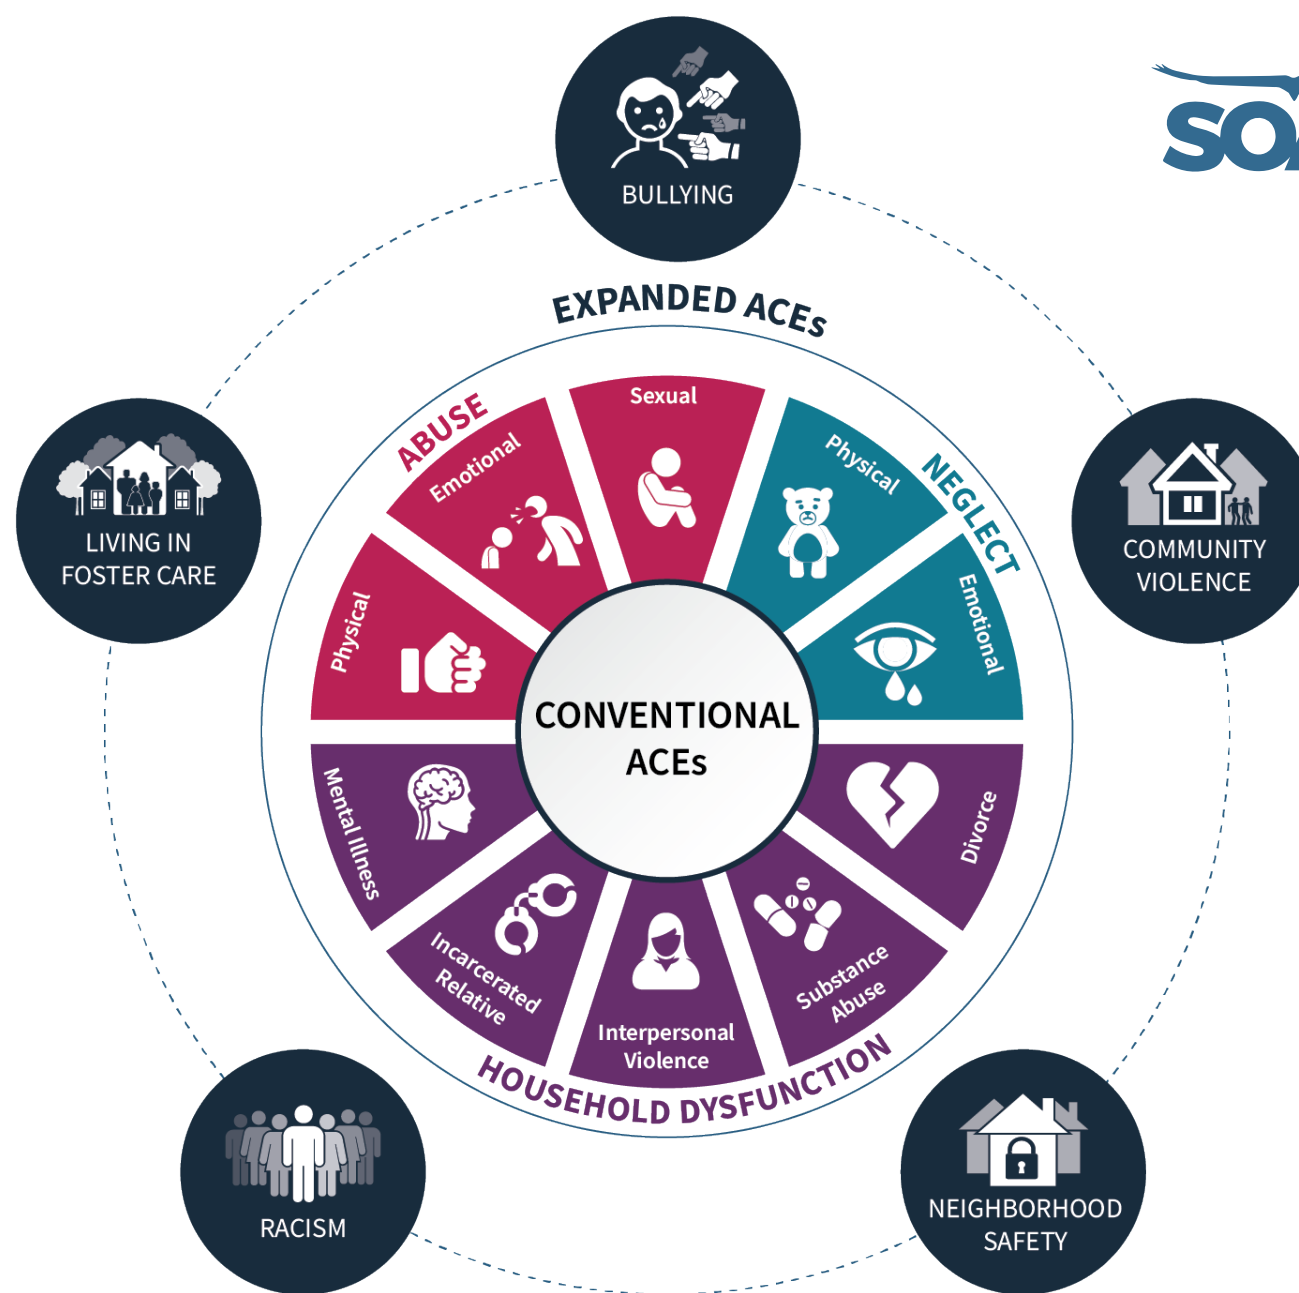 BULLYING
EXPANDED ACEs
ABUSE
Emotional
Sexual
Physical
NEGLECT
Physical
Emotional
LIVING IN
FOSTER CARE
COMMUNITY
VIOLENCE
CONVENTIONAL
ACEs
Mental Illness
Divorce
Incarcerated
Relative
Interpersonal
Violence
Substance
Abuse
HOUSEHOLD DYSFUNCTION
RACISM
NEIGHBORHOOD
SAFETY